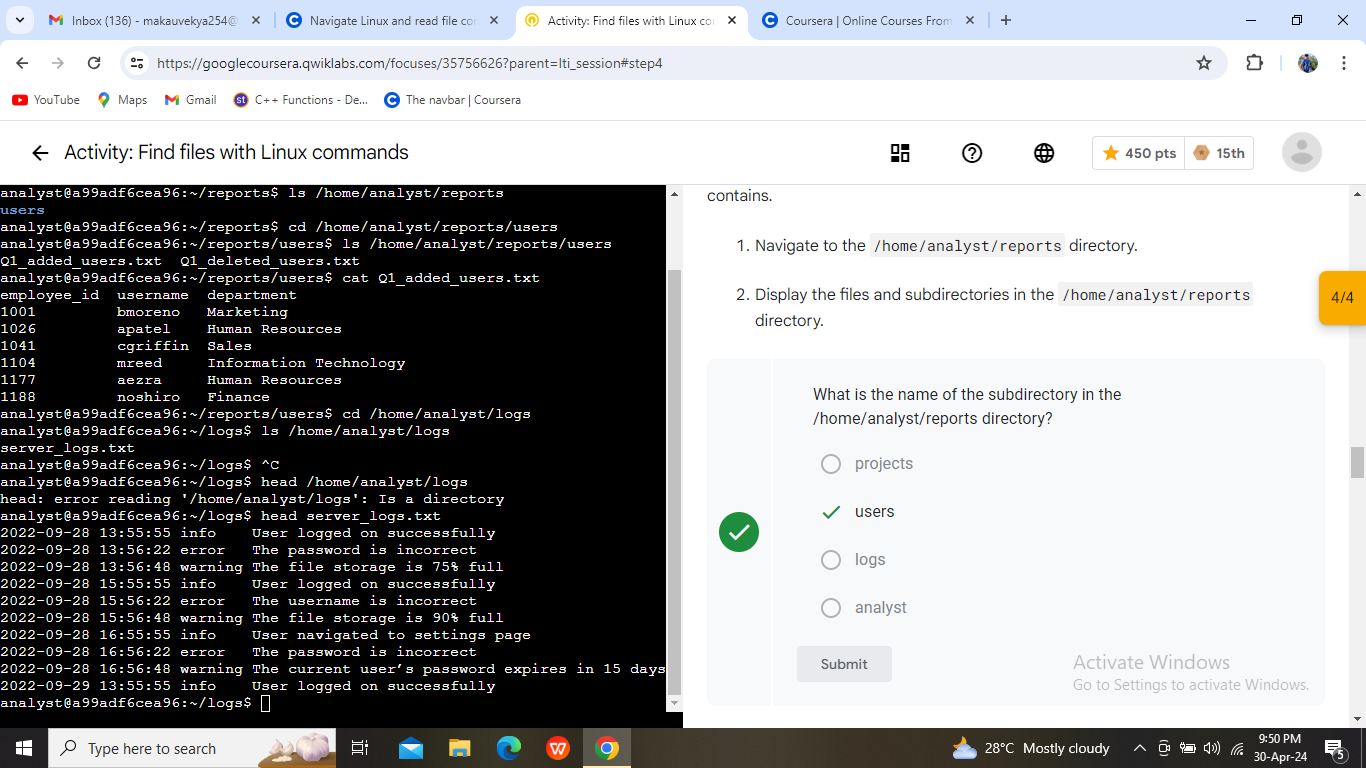 Inbox (136) - makauvekya254@
Navigate Linux and read file con
Activity: Find files with Linux co
Coursera | Online Courses From
https://googlecoursera.qwiklabs.com/focuses/35756626?parent=lti_session#step4
YouTube
Maps
Gmail
C++ Functions - De...
The navbar | Coursera
Activity: Find files with Linux commands
450 pts
15th
analyst@a99adf6cea96:~/reports$ ls /home/analyst/reports
users
analyst@a99adf6cea96:~/reports$ cd /home/analyst/reports/users
analyst@a99adf6cea96:~/reports/users$ ls /home/analyst/reports/users
Q1_added_users.txt  Q1_deleted_users.txt
analyst@a99adf6cea96:~/reports/users$ cat Q1_added_users.txt
employee_id  username  department
1001         bmoreno   Marketing
1026         apatel    Human Resources
1041         cgriffin  Sales
1104         mreed     Information Technology
1177         aezra     Human Resources
1188         noshiro   Finance
analyst@a99adf6cea96:~/reports/users$ cd /home/analyst/logs
analyst@a99adf6cea96:~/logs$ ls /home/analyst/logs
server_logs.txt
analyst@a99adf6cea96:~/logs$ ^C
analyst@a99adf6cea96:~/logs$ head /home/analyst/logs
head: error reading '/home/analyst/logs': Is a directory
analyst@a99adf6cea96:~/logs$ head server_logs.txt
2022-09-28 13:55:55 info    User logged on successfully
2022-09-28 13:56:22 error   The password is incorrect
2022-09-28 13:56:48 warning The file storage is 75% full
2022-09-28 15:55:55 info    User logged on successfully
2022-09-28 15:56:22 error   The username is incorrect
2022-09-28 15:56:48 warning The file storage is 90% full
2022-09-28 16:55:55 info    User navigated to settings page
2022-09-28 16:56:22 error   The password is incorrect
2022-09-28 16:56:48 warning The current user’s password expires in 15 days
2022-09-29 13:55:55 info    User logged on successfully
analyst@a99adf6cea96:~/logs$
contains.
1. Navigate to the /home/analyst/reports directory.
2. Display the files and subdirectories in the /home/analyst/reports
directory.
4/4
What is the name of the subdirectory in the
/home/analyst/reports directory?
projects
users
logs
analyst
Submit
Activate Windows
Go to Settings to activate Windows.
Type here to search
28°C Mostly cloudy
9:50 PM
30-Apr-24
5